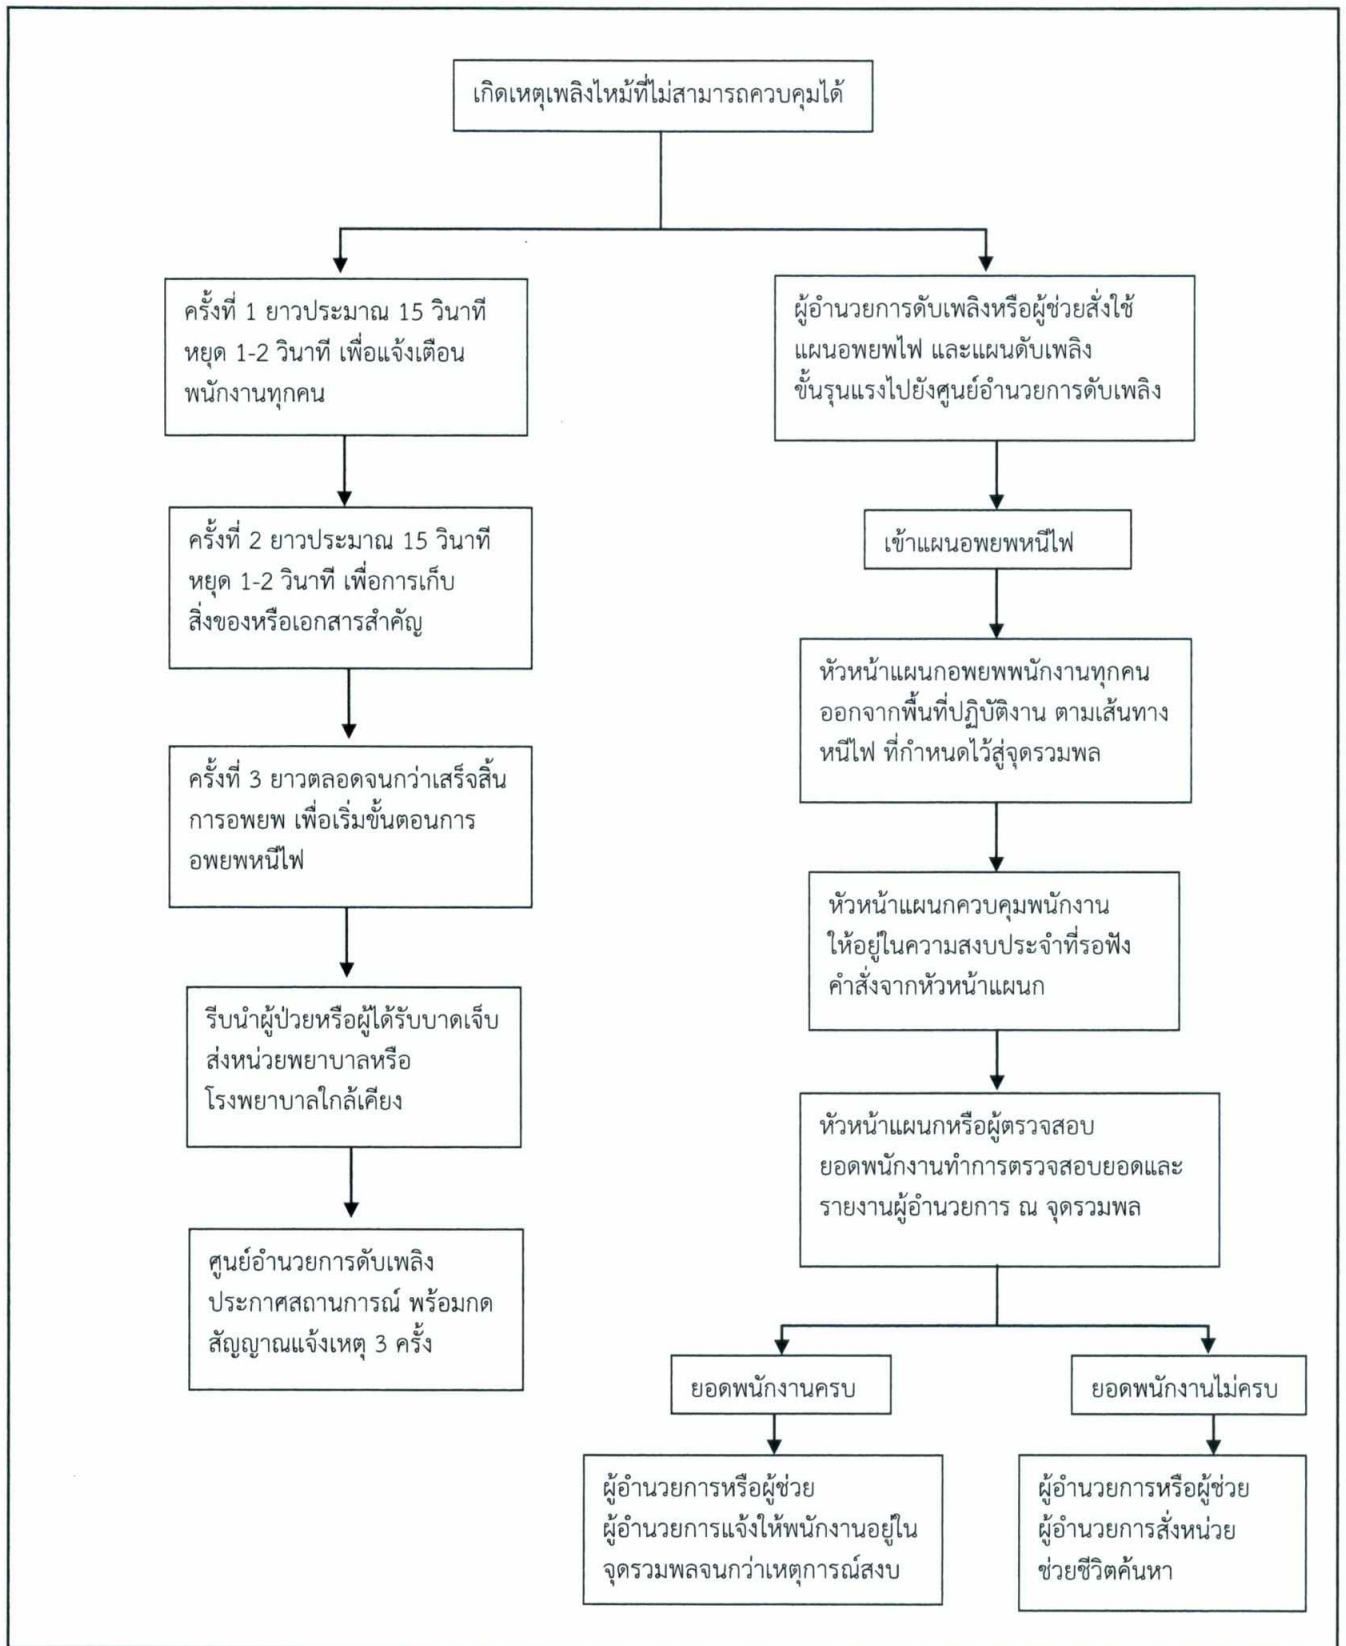 เกิดเหตุเพลิงไหม้ที่ไม่สามารถควบคุมได้
ครั้งที่ 1 ยาวประมาณ 15 วินาที
หยุด 1-2 วินาที เพื่อแจ้งเตือน
พนักงานทุกคน
ครั้งที่ 2 ยาวประมาณ 15 วินาที
หยุด 1-2 วินาที เพื่อการเก็บ
สิ่งของหรือเอกสารสำคัญ
ครั้งที่ 3 ยาวตลอดจนกว่าเสร็จสิ้น
การอพยพ เพื่อเริ่มขั้นตอนการ
อพยพหนีไฟ
รีบนำผู้ป่วยหรือผู้ได้รับบาดเจ็บ
ส่งหน่วยพยาบาลหรือ
โรงพยาบาลใกล้เคียง
ศูนย์อำนวยการดับเพลิง
ประกาศสถานการณ์ พร้อมกด
สัญญาณแจ้งเหตุ 3 ครั้ง
ผู้อำนวยการดับเพลิงหรือผู้ช่วยสั่งใช้
แผนอพยพไฟ และแผนดับเพลิง
ขั้นรุนแรงไปยังศูนย์อำนวยการดับเพลิง
เข้าแผนอพยพหนีไฟ
หัวหน้าแผนกอพยพพนักงานทุกคน
ออกจากพื้นที่ปฏิบัติงาน ตามเส้นทาง
หนีไฟ ที่กำหนดไว้สู่จุดรวมพล
หัวหน้าแผนกควบคุมพนักงาน
ให้อยู่ในความสงบประจำที่รอฟัง
คำสั่งจากหัวหน้าแผนก
หัวหน้าแผนกหรือผู้ตรวจสอบ
ยอดพนักงานทำการตรวจสอบยอดและ
รายงานผู้อำนวยการ ณ จุดรวมพล
ยอดพนักงานครบ
ผู้อำนวยการหรือผู้ช่วย
ผู้อำนวยการแจ้งให้พนักงานอยู่ใน
จุดรวมพลจนกว่าเหตุการณ์สงบ
ยอดพนักงานไม่ครบ
ผู้อำนวยการหรือผู้ช่วย
ผู้อำนวยการสั่งหน่วย
ช่วยชีวิตค้นหา